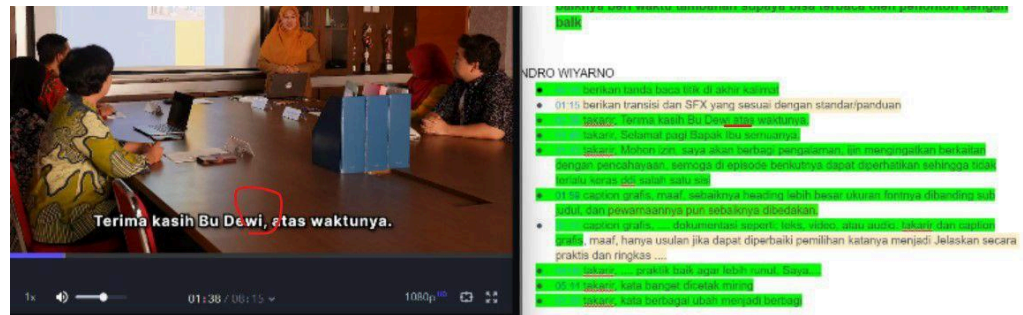 Terima kasih Bu Dewi, atas waktunya.
1x
01:38 / 08:15
1080p HD
baiknya beri waktu tambahan supaya bisa terbaca oleh penonton dengan
baik
NDRO WIYARNO
berikan tanda baca titik di akhir kalimat
01:15 berikan transisi dan SFX yang sesuai dengan standar/panduan
takarir, Terima kasih Bu Dewi atas waktunya.
takarir, Selamat pagi Bapak Ibu semuanya.
takarir, Mohon izin, saya akan berbagi pengalaman, ijin mengingatkan berkaitan
dengan pencahayaan, semoga di episode berikutnya dapat diperhatikan sehingga tidak
terlalu keras ddi salah satu sisi
01:59 caption grafis, maaf, sebaiknya heading lebih besar ukuran fontnya dibanding sub
judul, dan pewarnaannya pun sebaiknya dibedakan.
caption grafis, .... dokumentasi seperti; teks, video, atau audio. takarir dan caption
grafis, maaf, hanya usulan jika dapat diperbaiki pemilihan katanya menjadi Jelaskan secara
praktis dan ringkas ....
takarir, .... praktik baik agar lebih runut. Saya....
05:11 takarir, kata banget dicetak miring
takarir, kata berbagai ubah menjadi berbagi